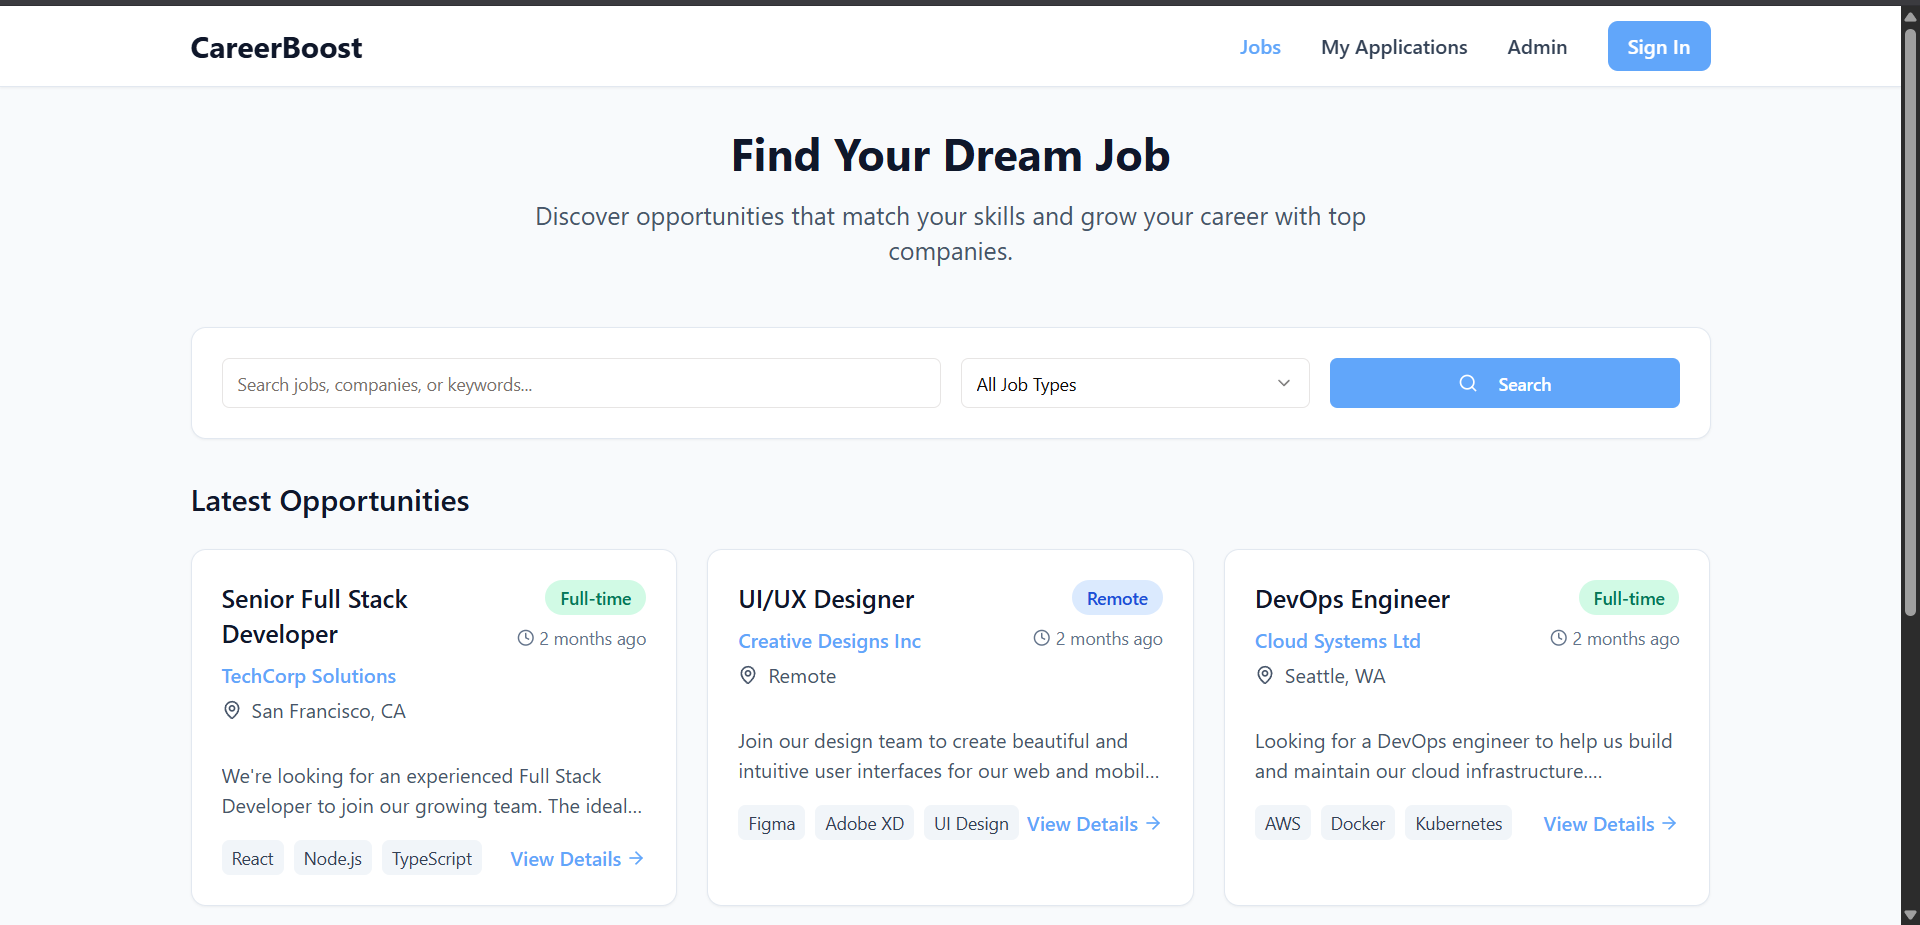 CareerBoost
Jobs
My Applications
Admin
Sign In
Find Your Dream Job
Discover opportunities that match your skills and grow your career with top
companies.
Search jobs, companies, or keywords...
All Job Types
Search
Latest Opportunities
Senior Full Stack
Developer
Full-time
2 months ago
TechCorp Solutions
San Francisco, CA
We're looking for an experienced Full Stack
Developer to join our growing team. The ideal...
React
Node.js
TypeScript
View Details
UI/UX Designer
Remote
2 months ago
Creative Designs Inc
Remote
Join our design team to create beautiful and
intuitive user interfaces for our web and mobil...
Figma
Adobe XD
UI Design
View Details
DevOps Engineer
Full-time
2 months ago
Cloud Systems Ltd
Seattle, WA
Looking for a DevOps engineer to help us build
and maintain our cloud infrastructure....
AWS
Docker
Kubernetes
View Details